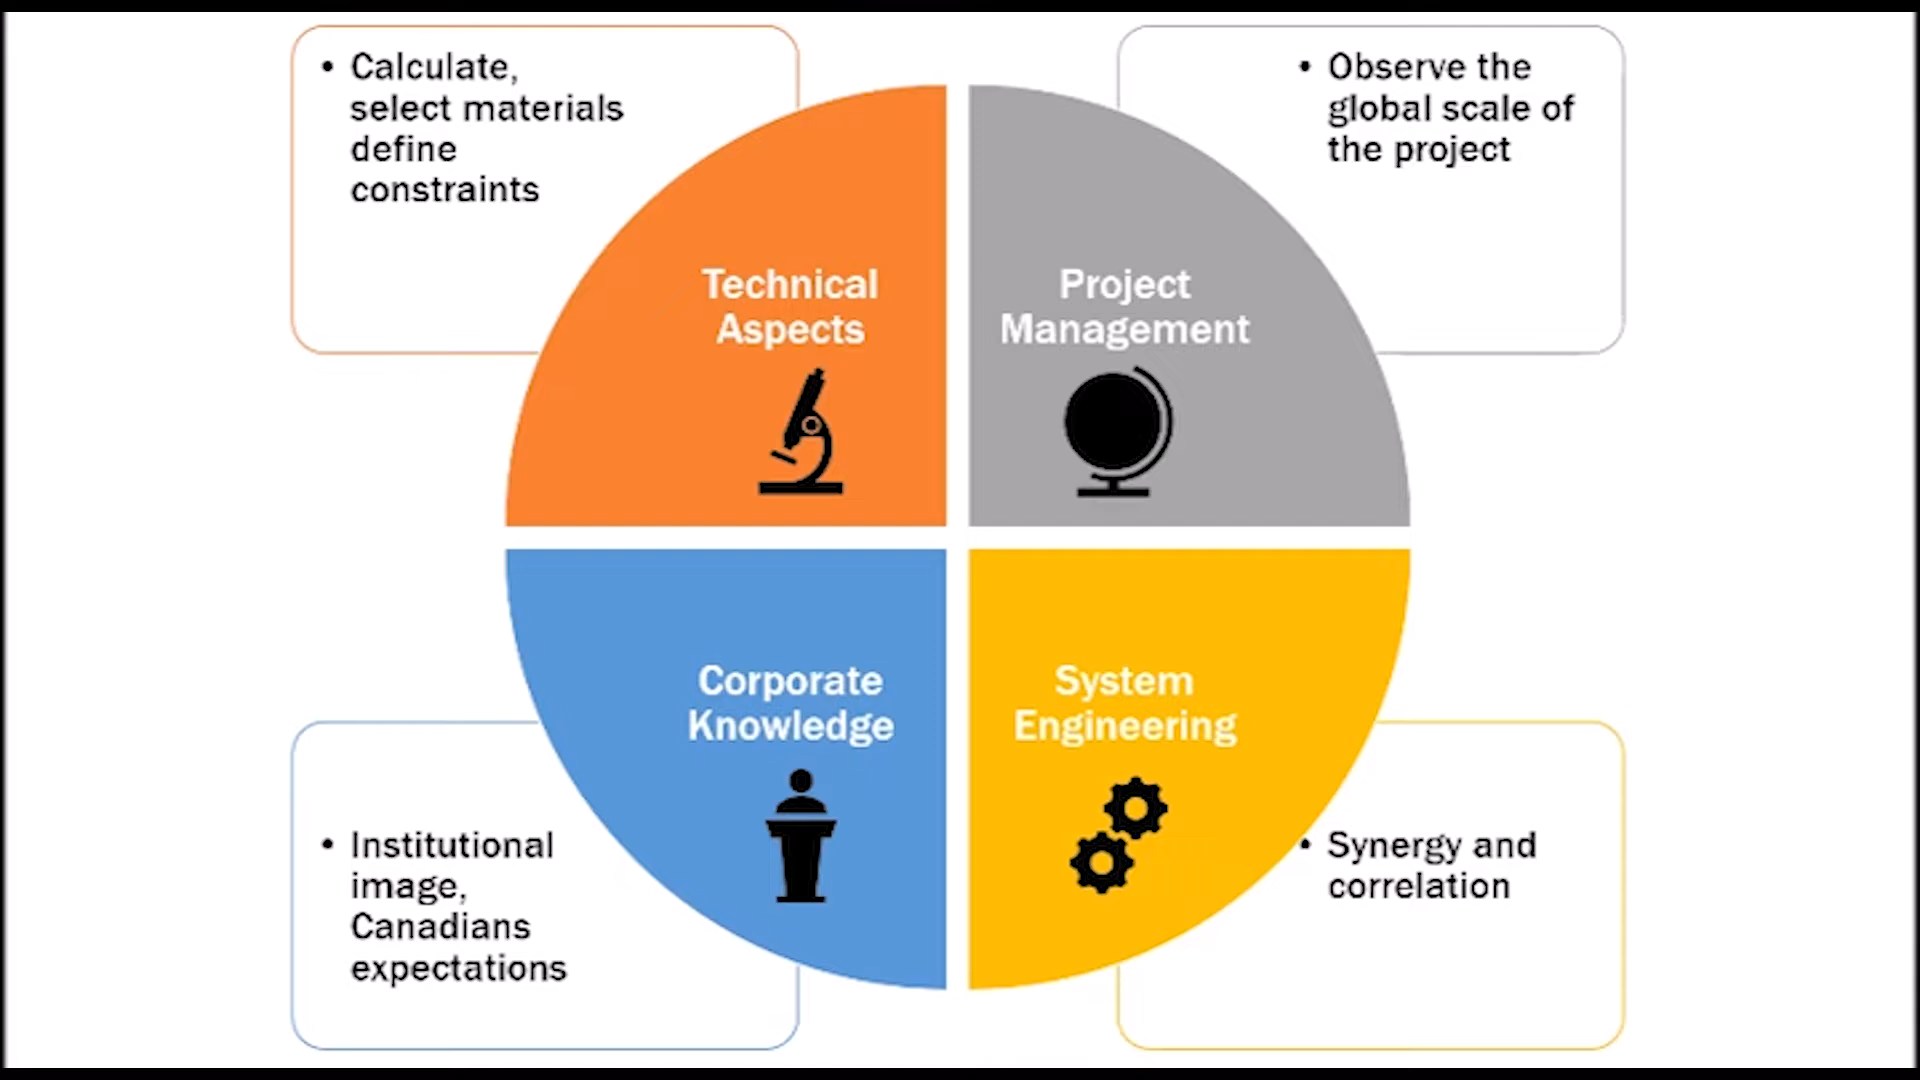 • Calculate,
select materials
define
constraints
• Observe the
global scale of
the project
Technical
Aspects
Project
Management
Corporate
Knowledge
System
Engineering
• Institutional
image,
Canadians
expectations
• Synergy and
correlation